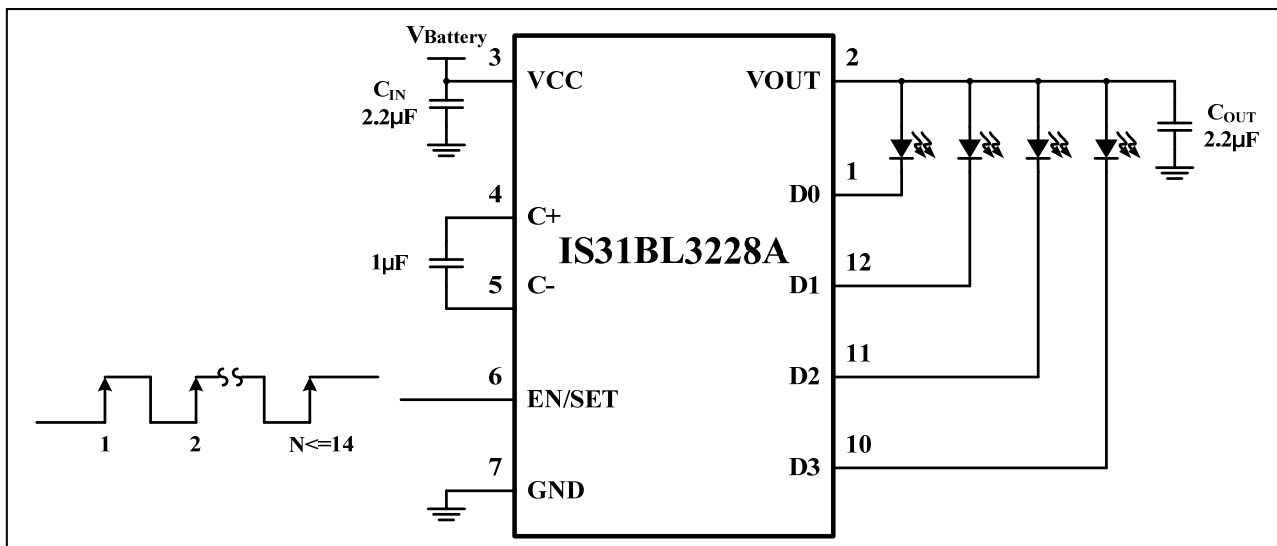 VBattery
3
VCC
CIN
2.2µF
4
C+
1µF
5
C-
6
EN/SET
1
2
N<=14
7
GND
IS31BL3228A
2
VOUT
COUT
2.2µF
1
D0
12
D1
11
D2
10
D3